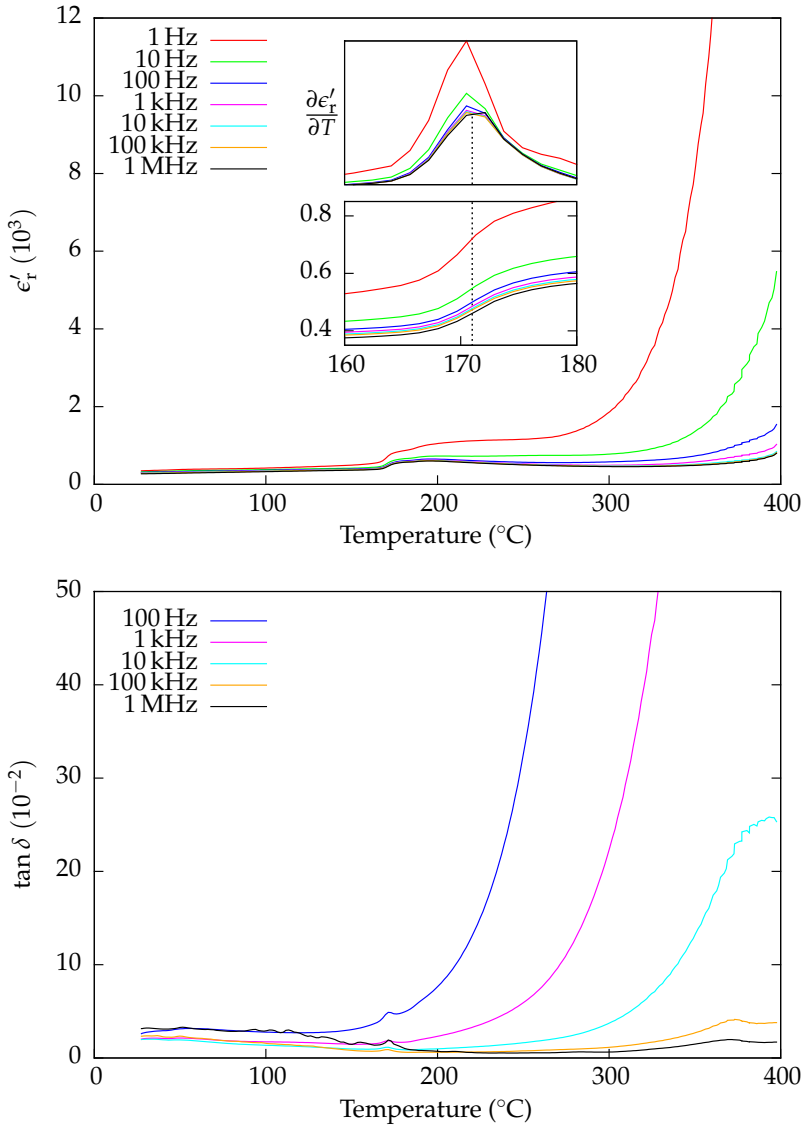 12
10
8
6
4
2
0
ϵ′r (10³)
1 Hz
10 Hz
100 Hz
1 kHz
10 kHz
100 kHz
1 MHz
∂ϵ′r
∂T
0.8
0.6
0.4
160 170 180
0 100 200 300 400
Temperature (°C)
50
40
30
20
10
0
tan δ (10⁻²)
100 Hz
1 kHz
10 kHz
100 kHz
1 MHz
0 100 200 300 400
Temperature (°C)